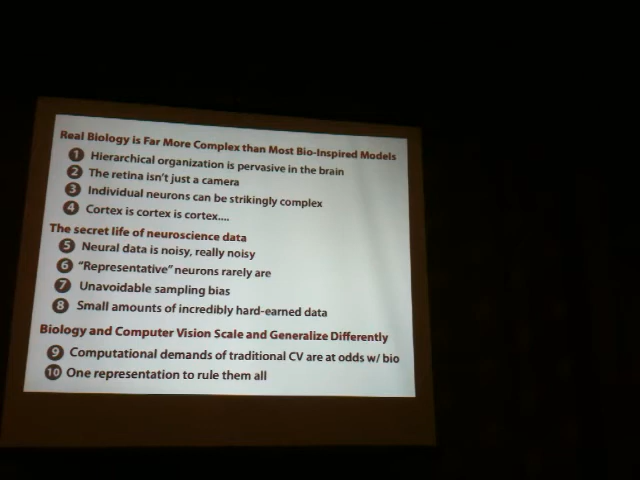 Real Biology is Far More Complex than Most Bio-Inspired Models
1 Hierarchical organization is pervasive in the brain
2 The retina isn't just a camera
3 Individual neurons can be strikingly complex
4 Cortex is cortex is cortex....
The secret life of neuroscience data
5 Neural data is noisy, really noisy
6 "Representative" neurons rarely are
7 Unavoidable sampling bias
8 Small amounts of incredibly hard-earned data
Biology and Computer Vision Scale and Generalize Differently
9 Computational demands of traditional CV are at odds w/ bio
10 One representation to rule them all